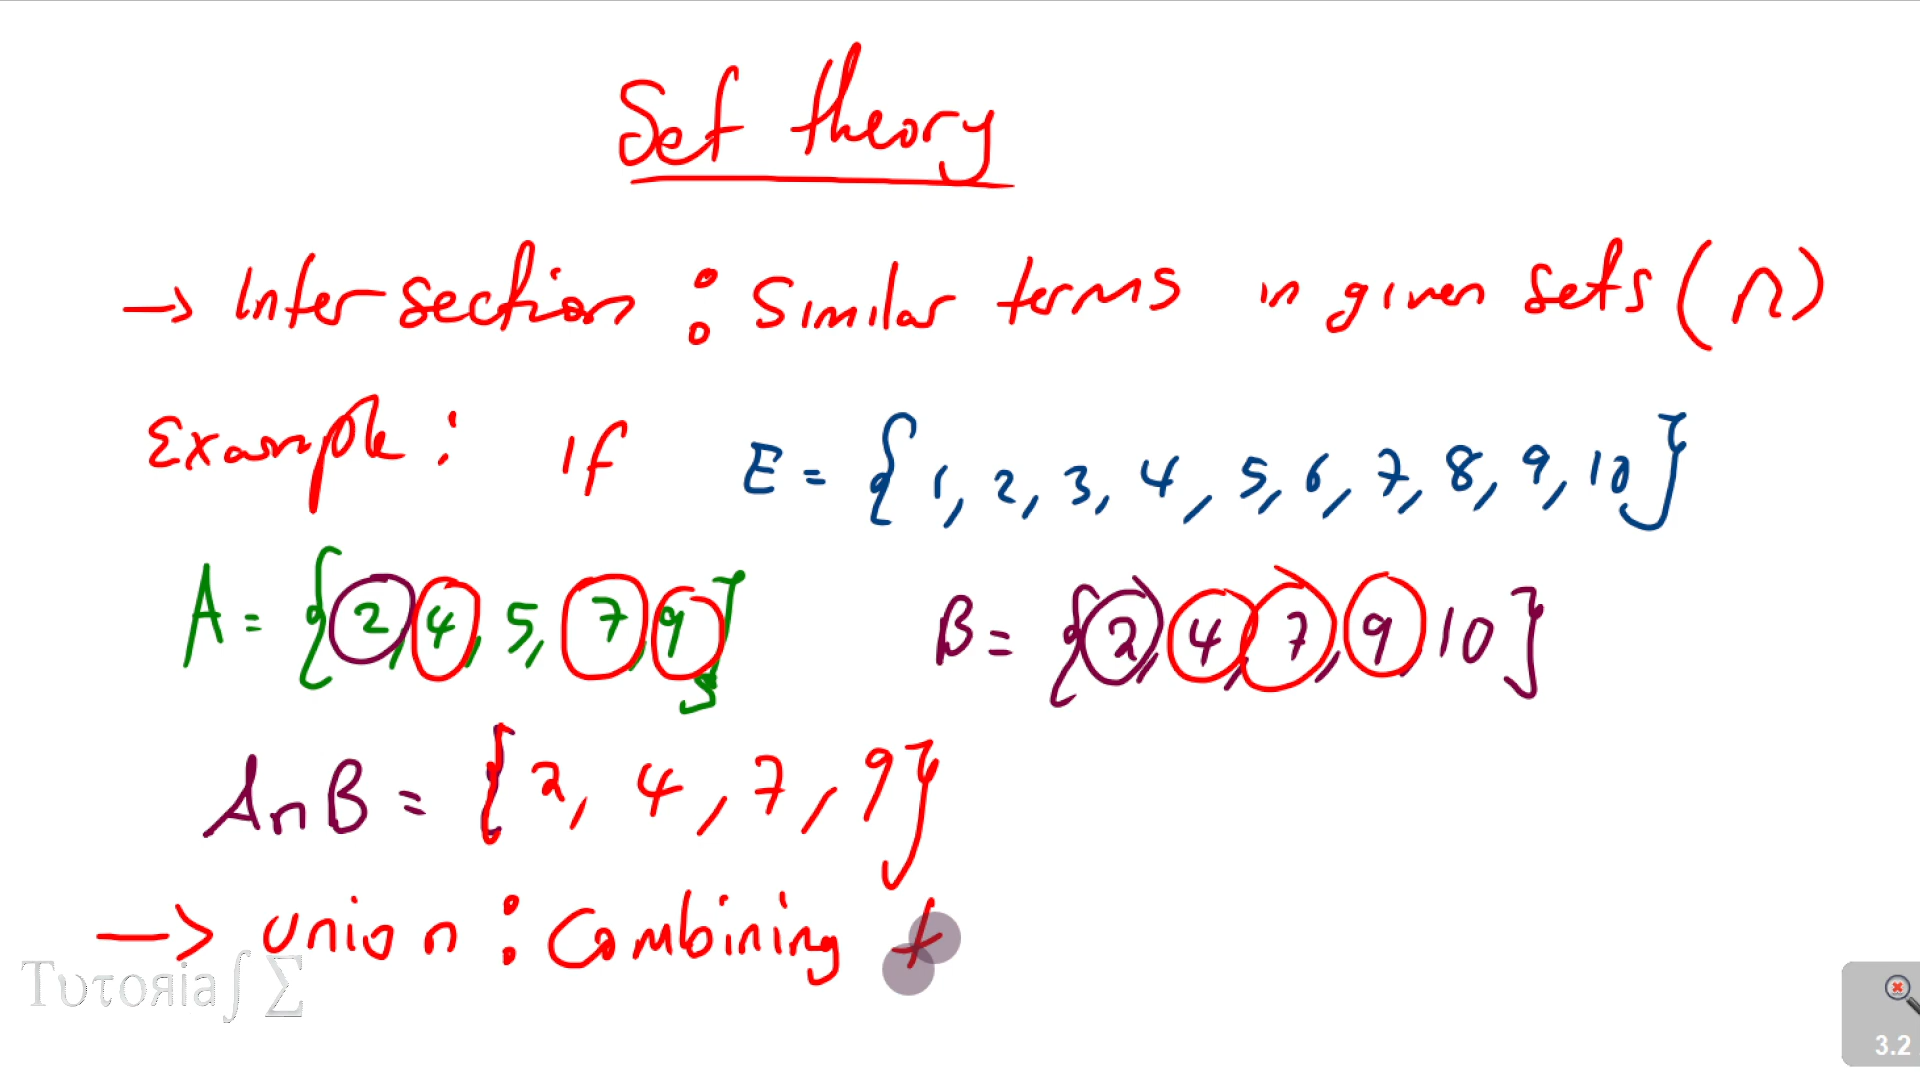 Set theory
→ Intersection : Similar terms in given sets (∩)
Example : If E = {1, 2, 3, 4, 5, 6, 7, 8, 9, 10}
A = {2, 4, 5, 7, 9} B = {2, 4, 7, 9 10}
A∩B = {2, 4, 7, 9}
→ Union : Combining t
Tυτoяia∫ Σ
3.2